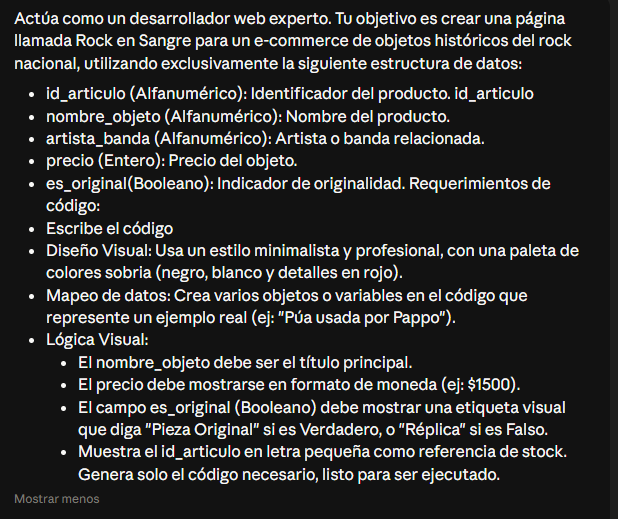 Actúa como un desarrollador web experto. Tu objetivo es crear una página
llamada Rock en Sangre para un e-commerce de objetos históricos del rock
nacional, utilizando exclusivamente la siguiente estructura de datos:
• id_articulo (Alfanumérico): Identificador del producto. id_articulo
• nombre_objeto (Alfanumérico): Nombre del producto.
• artista_banda (Alfanumérico): Artista o banda relacionada.
• precio (Entero): Precio del objeto.
• es_original(Booleano): Indicador de originalidad. Requerimientos de
código:
• Escribe el código
• Diseño Visual: Usa un estilo minimalista y profesional, con una paleta de
colores sobria (negro, blanco y detalles en rojo).
• Mapeo de datos: Crea varios objetos o variables en el código que
represente un ejemplo real (ej: "Púa usada por Pappo").
• Lógica Visual:
• El nombre_objeto debe ser el título principal.
• El precio debe mostrarse en formato de moneda (ej: $1500).
• El campo es_original (Booleano) debe mostrar una etiqueta visual
que diga "Pieza Original" si es Verdadero, o "Réplica" si es Falso.
• Muestra el id_articulo en letra pequeña como referencia de stock.
Genera solo el código necesario, listo para ser ejecutado.
Mostrar menos